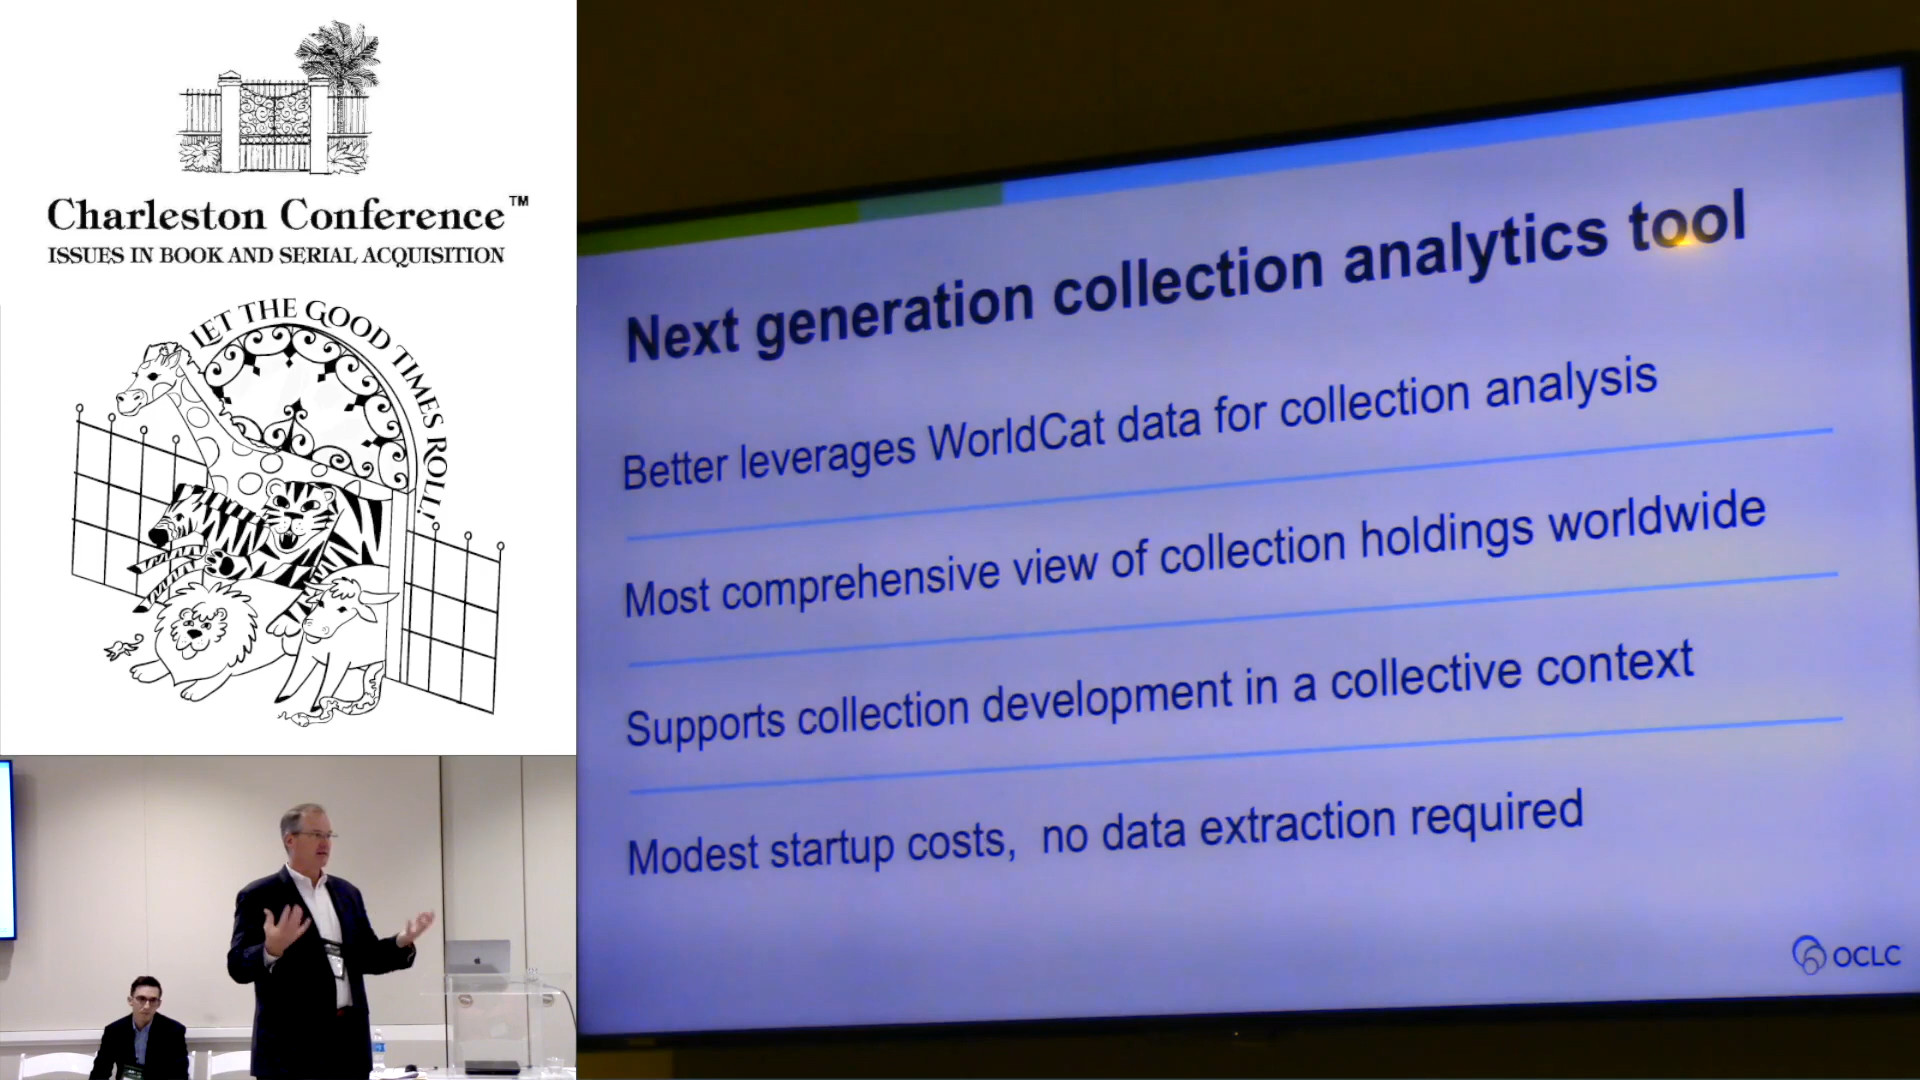 Charleston Conference™
ISSUES IN BOOK AND SERIAL ACQUISITION
LET THE GOOD TIMES ROLL!
Next generation collection analytics tool
Better leverages WorldCat data for collection analysis
Most comprehensive view of collection holdings worldwide
Supports collection development in a collective context
Modest startup costs, no data extraction required
OCLC